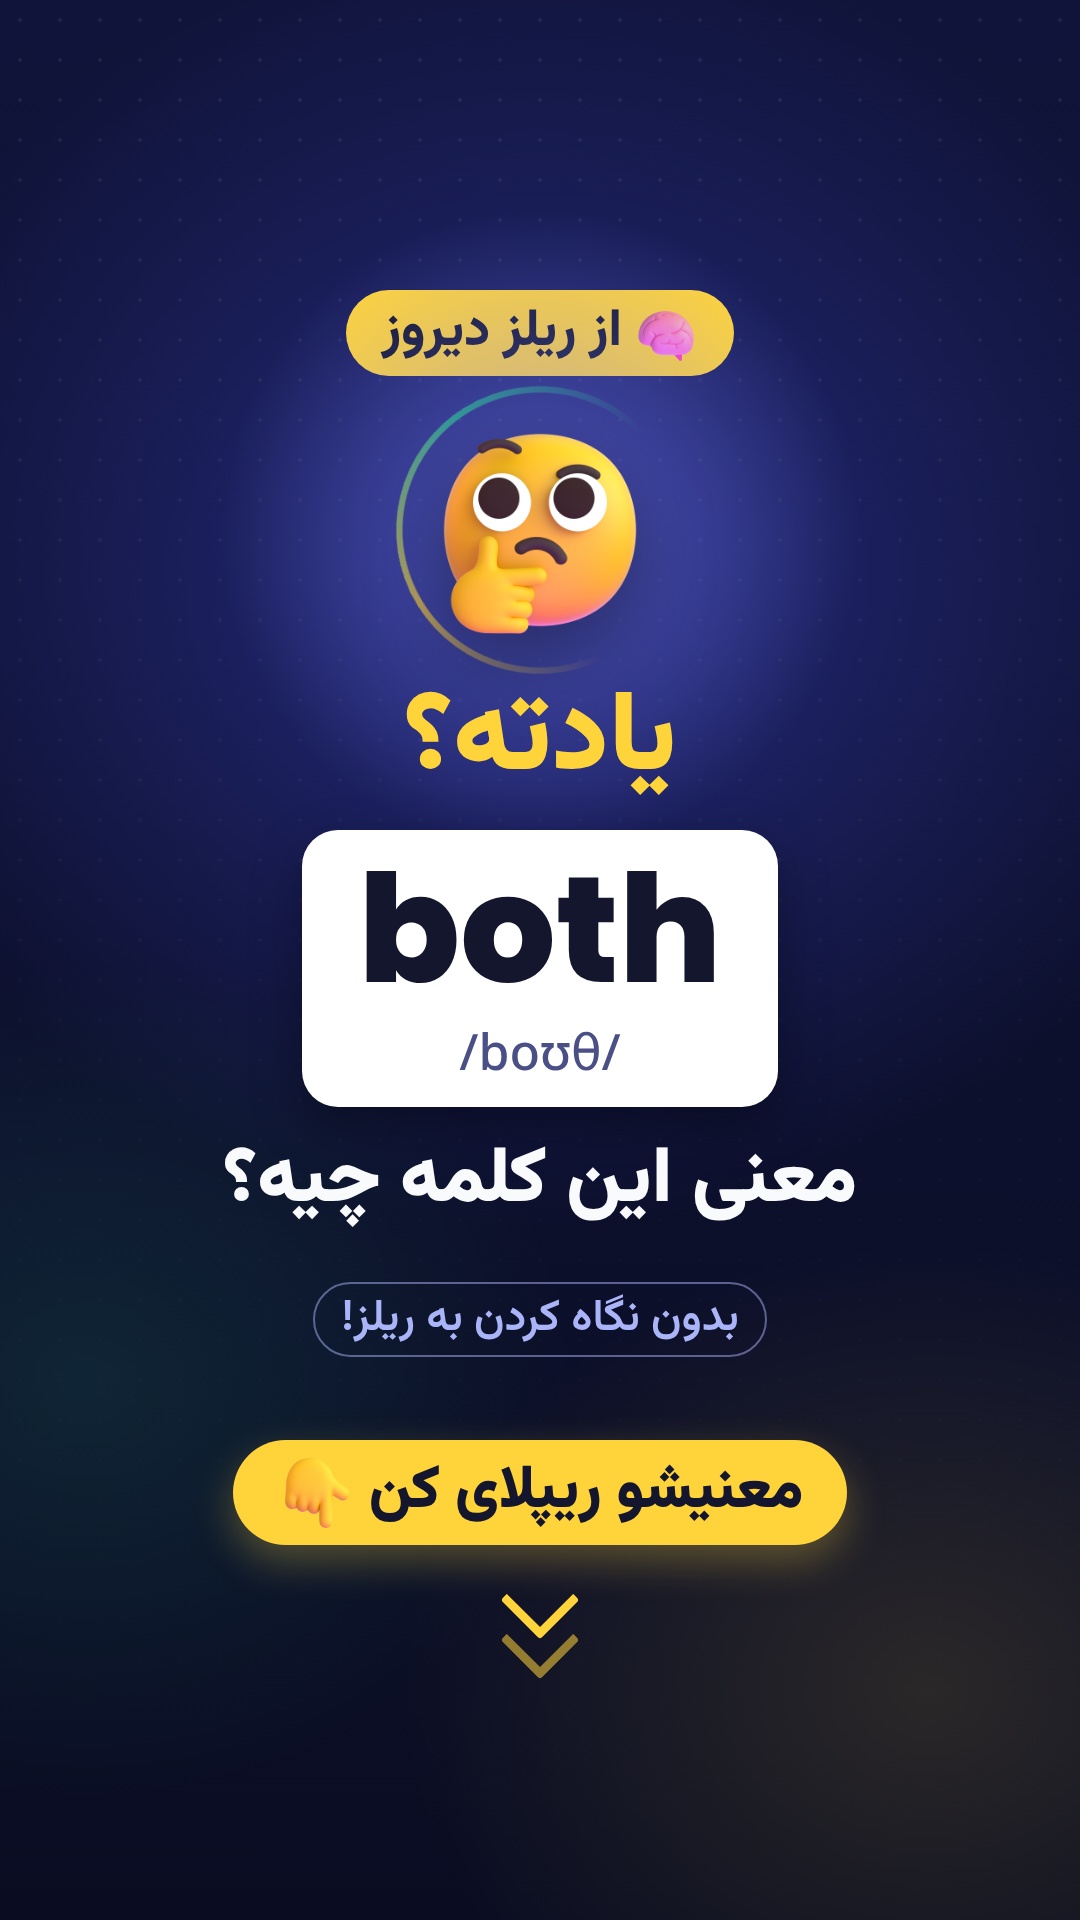 🧠 از ریلز دیروز
یادته؟
both
/boʊθ/
معنی این کلمه چیه؟
بدون نگاه کردن به ریلز!
معنیشو ریپلای کن 👇